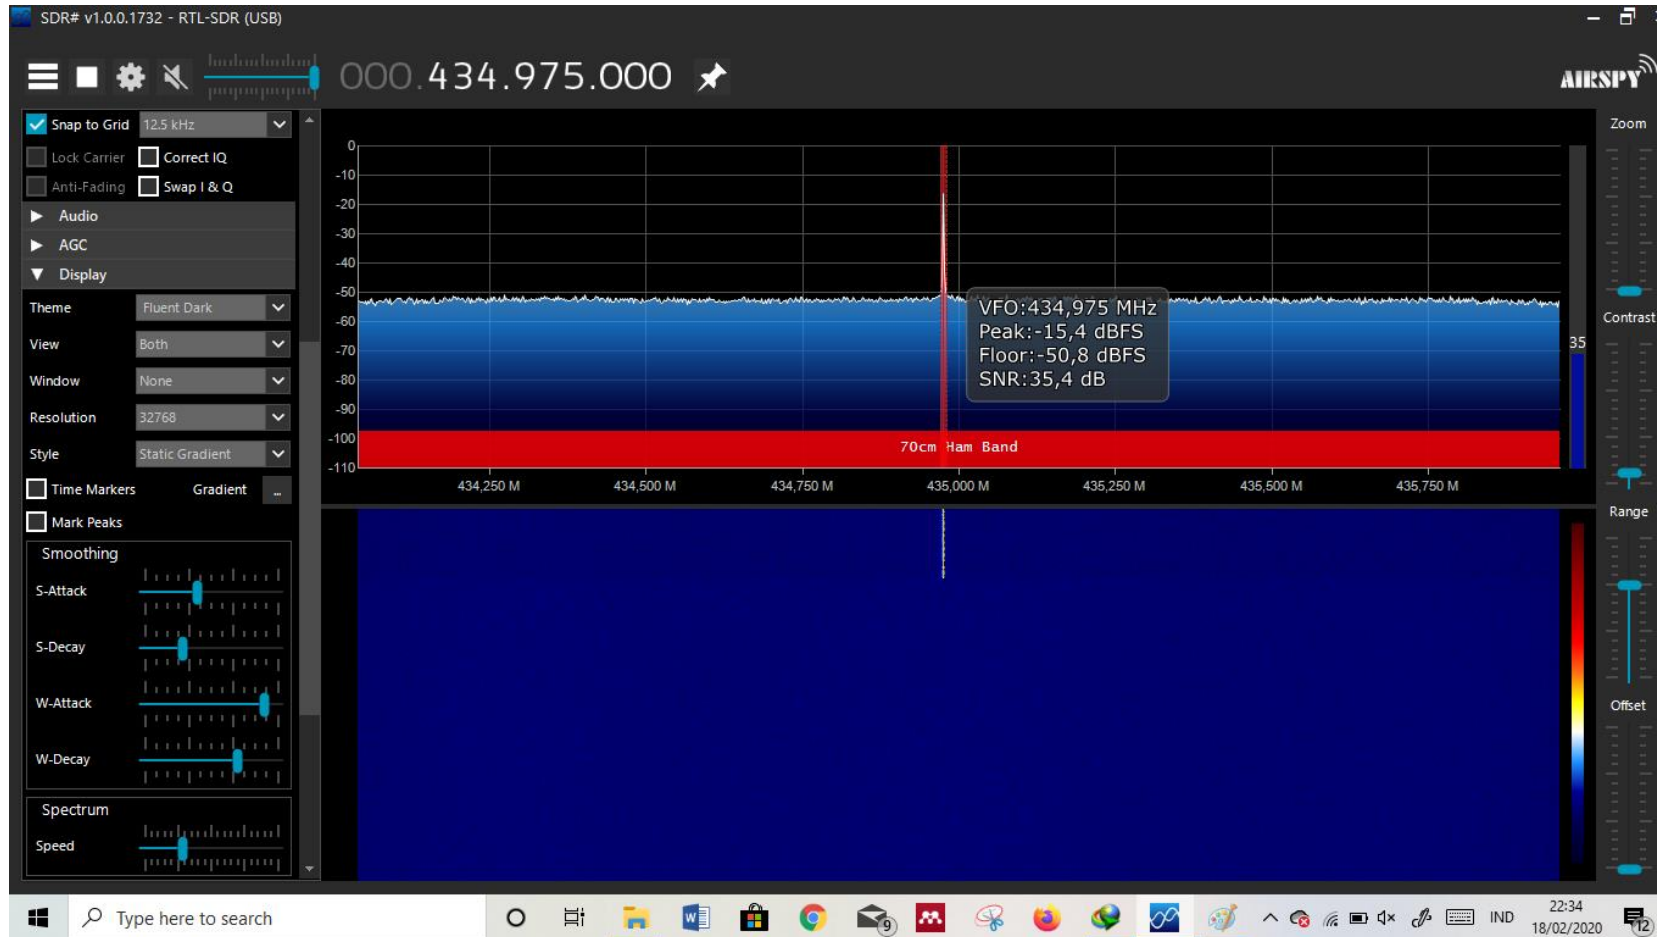 SDR# v1.0.0.1732 - RTL-SDR (USB)
000.434.975.000
AIRSPY
Snap to Grid 12.5 kHz
Lock Carrier Correct IQ
Anti-Fading Swap I & Q
Audio
AGC
Display
Theme Fluent Dark
View Both
Window None
Resolution 32768
Style Static Gradient
Time Markers Gradient ...
Mark Peaks
Smoothing
S-Attack
S-Decay
W-Attack
W-Decay
Spectrum
Speed
0
-10
-20
-30
-40
-50
-60
-70
-80
-90
-100
-110
VFO:434,975 MHz
Peak:-15,4 dBFS
Floor:-50,8 dBFS
SNR:35,4 dB
70cm Ham Band
434,250 M 434,500 M 434,750 M 435,000 M 435,250 M 435,500 M 435,750 M
35
Zoom
Contrast
Range
Offset
Type here to search
9
IND
22:34
18/02/2020
12